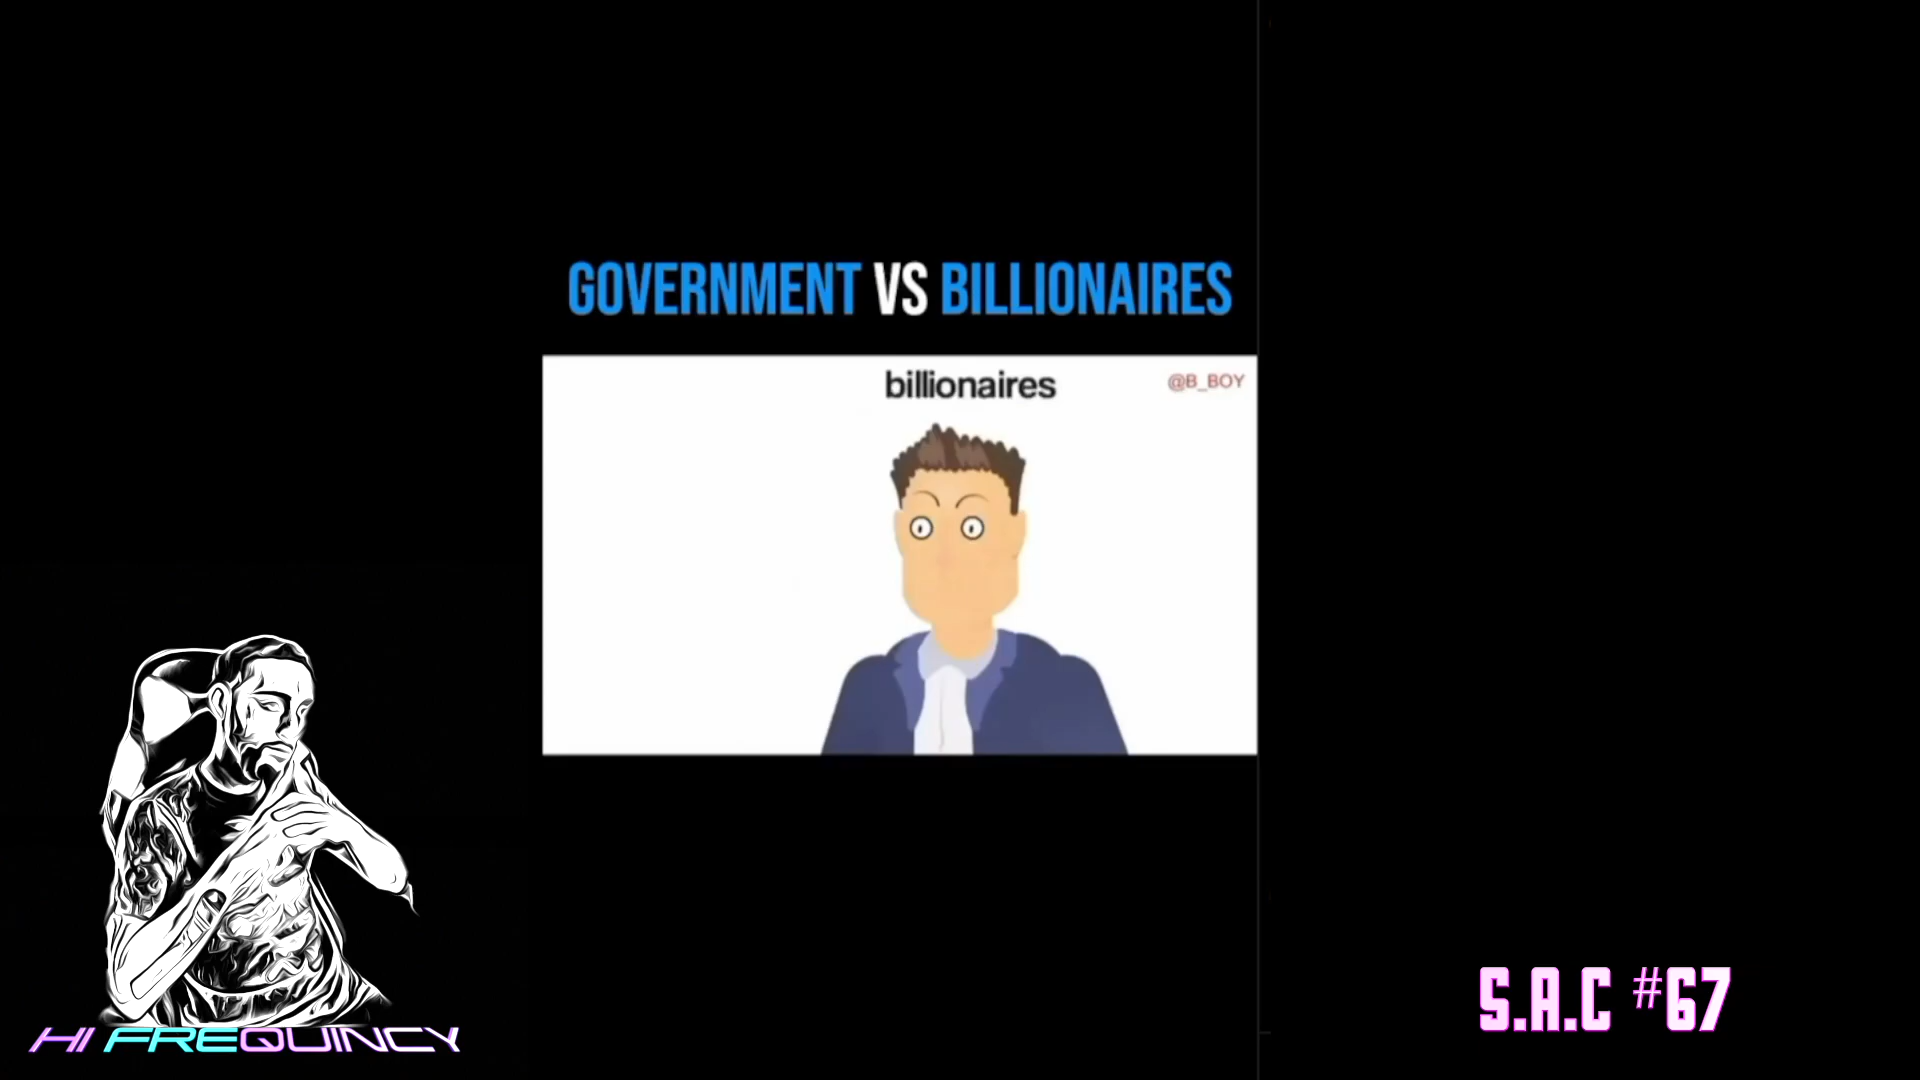 GOVERNMENT VS BILLIONAIRES
billionaires
@B_BOY
HI FREQUINCY
S.A.C #67